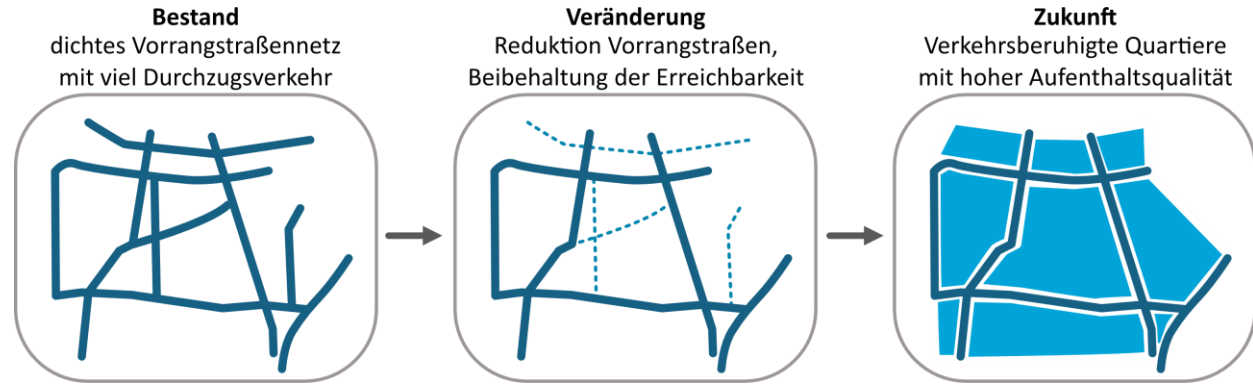 Bestand
dichtes Vorrangstraßennetz
mit viel Durchzugsverkehr
Veränderung
Reduktion Vorrangstraßen,
Beibehaltung der Erreichbarkeit
Zukunft
Verkehrsberuhigte Quartiere
mit hoher Aufenthaltsqualität